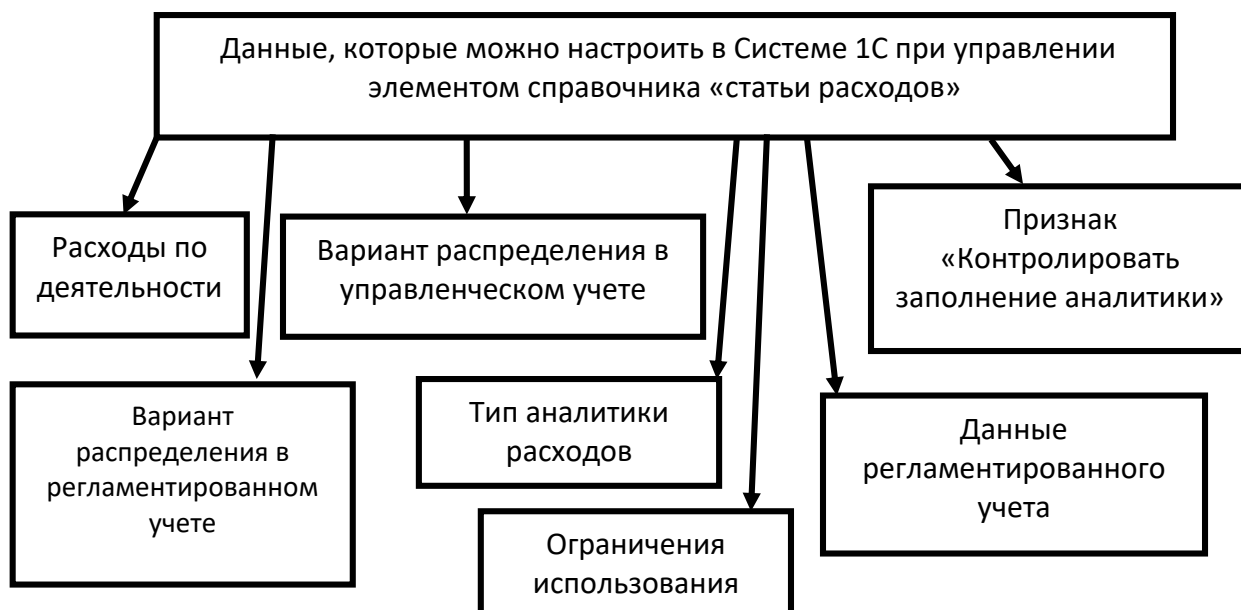 Данные, которые можно настроить в Системе 1С при управлении
элементом справочника «статьи расходов»
Расходы по
деятельности
Вариант распределения в
управленческом учете
Признак
«Контролировать
заполнение аналитики»
Вариант
распределения в
регламентированном
учете
Тип аналитики
расходов
Данные
регламентированного
учета
Ограничения
использования